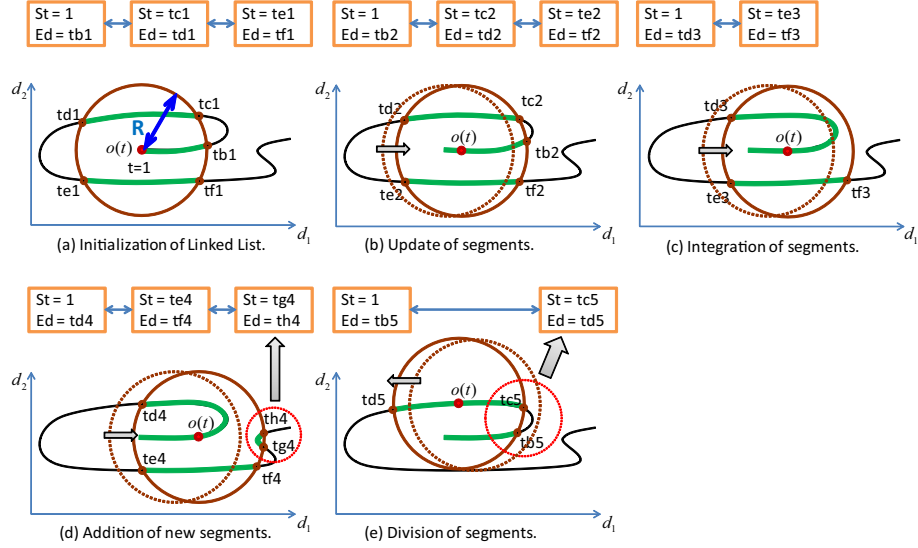 St = 1
Ed = tb1
St = tc1
Ed = td1
St = te1
Ed = tf1
d2
td1
tc1
R
o(t)
t=1
tb1
te1
tf1
d1
(a) Initialization of Linked List.
St = 1
Ed = tb2
St = tc2
Ed = td2
St = te2
Ed = tf2
d2
td2
tc2
o(t)
tb2
te2
tf2
d1
(b) Update of segments.
St = 1
Ed = td3
St = te3
Ed = tf3
d2
td3
o(t)
te3
tf3
d1
(c) Integration of segments.
St = 1
Ed = td4
St = te4
Ed = tf4
St = tg4
Ed = th4
d2
td4
o(t)
th4
tg4
te4
tf4
d1
(d) Addition of new segments.
St = 1
Ed = tb5
St = tc5
Ed = td5
d2
td5
o(t)
tc5
tb5
d1
(e) Division of segments.